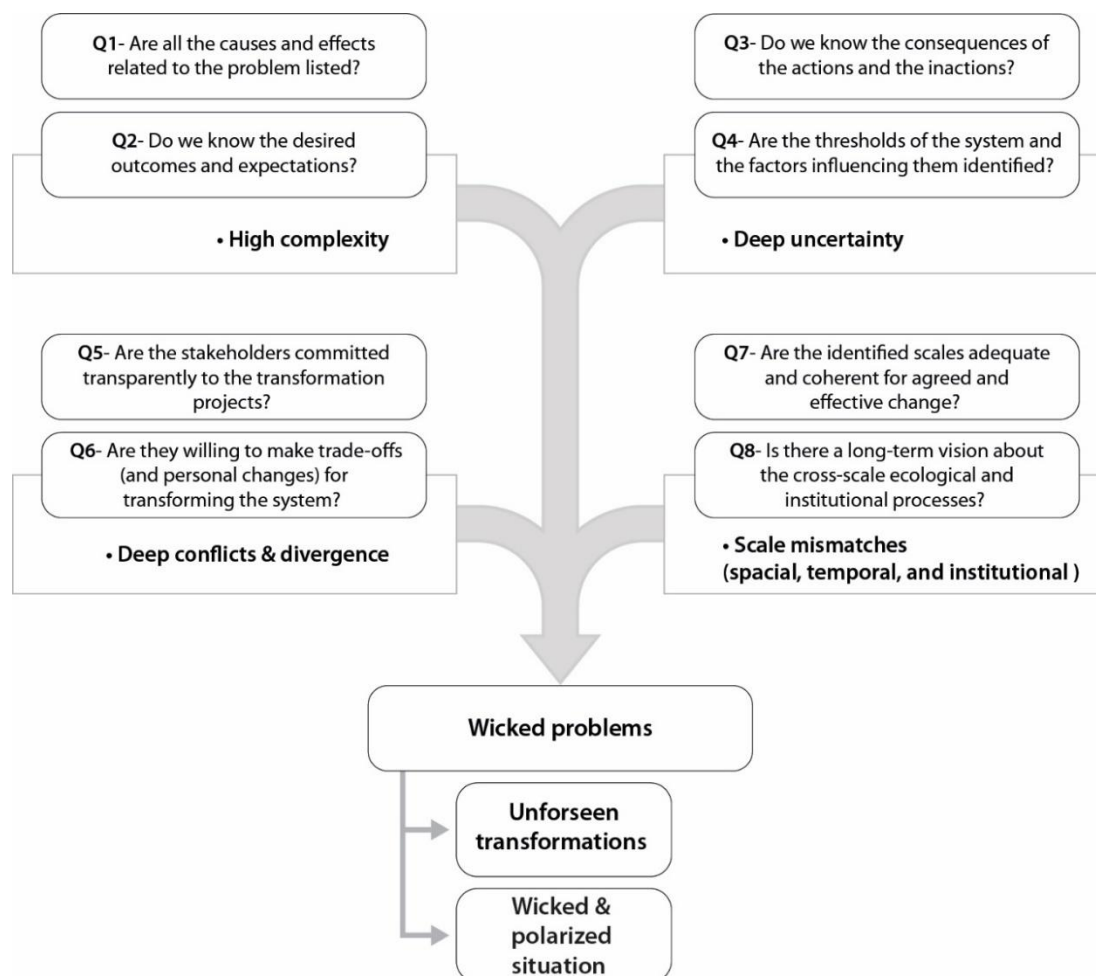 Q1- Are all the causes and effects
related to the problem listed?
Q2- Do we know the desired
outcomes and expectations?
• High complexity
Q3- Do we know the consequences of
the actions and the inactions?
Q4- Are the thresholds of the system and
the factors influencing them identified?
• Deep uncertainty
Q5- Are the stakeholders committed
transparently to the transformation
projects?
Q6- Are they willing to make trade-offs
(and personal changes) for
transforming the system?
• Deep conflicts & divergence
Q7- Are the identified scales adequate
and coherent for agreed and
effective change?
Q8- Is there a long-term vision about
the cross-scale ecological and
institutional processes?
• Scale mismatches
(spacial, temporal, and institutional )
Wicked problems
Unforseen
transformations
Wicked &
polarized
situation